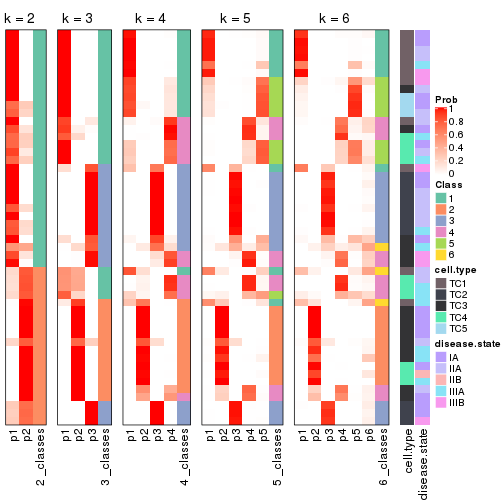 k = 2
k = 3
k = 4
k = 5
k = 6
p1
p2
2_classes
p1
p2
p3
3_classes
p1
p2
p3
p4
4_classes
p1
p2
p3
p4
p5
5_classes
p1
p2
p3
p4
p5
p6
6_classes
cell.type
disease.state
Prob
1
0.8
0.6
0.4
0.2
0
Class
1
2
3
4
5
6
cell.type
TC1
TC2
TC3
TC4
TC5
disease.state
IA
IIA
IIB
IIIA
IIIB